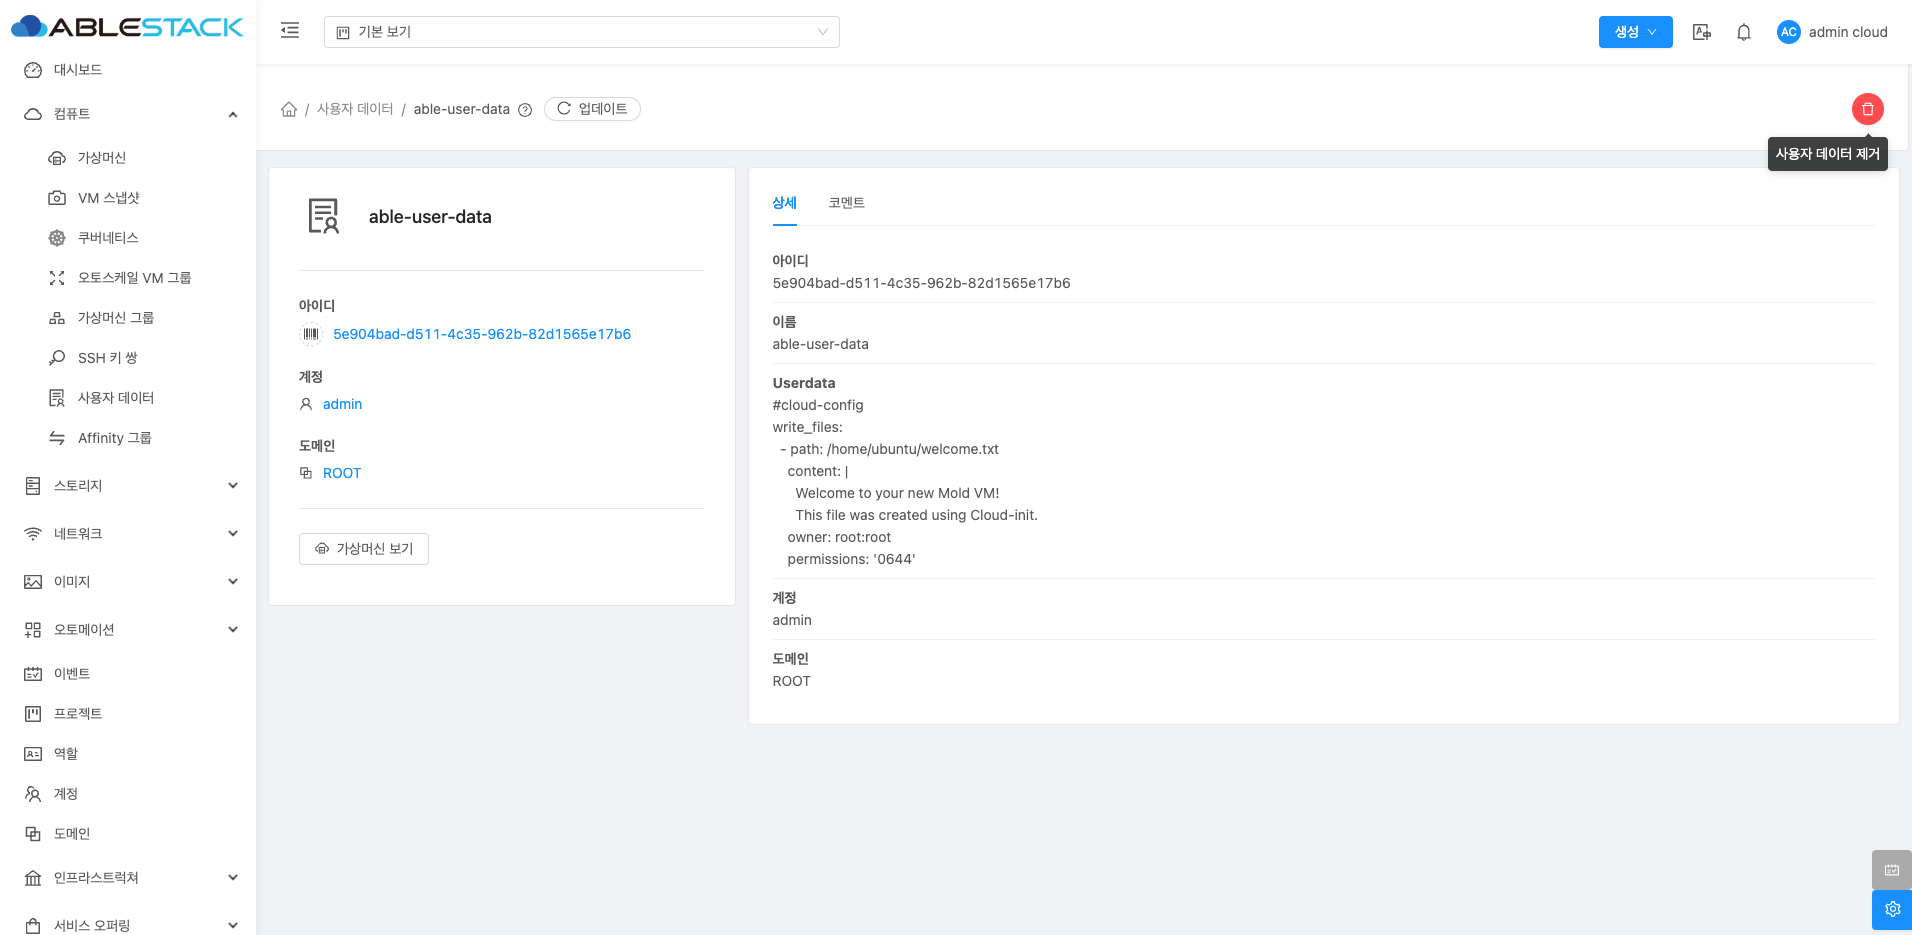 ABLESTACK
기본 보기
생성
AC
admin cloud
대시보드
컴퓨트
가상머신
VM 스냅샷
쿠버네티스
오토스케일 VM 그룹
가상머신 그룹
SSH 키 쌍
사용자 데이터
Affinity 그룹
스토리지
네트워크
이미지
오토메이션
이벤트
프로젝트
역할
계정
도메인
인프라스트럭쳐
서비스 오퍼링
/ 사용자 데이터 / able-user-data
업데이트
사용자 데이터 제거
able-user-data
아이디
5e904bad-d511-4c35-962b-82d1565e17b6
계정
admin
도메인
ROOT
가상머신 보기
상세
코멘트
아이디
5e904bad-d511-4c35-962b-82d1565e17b6
이름
able-user-data
Userdata
#cloud-config
write_files:
- path: /home/ubuntu/welcome.txt
content: |
Welcome to your new Mold VM!
This file was created using Cloud-init.
owner: root:root
permissions: '0644'
계정
admin
도메인
ROOT